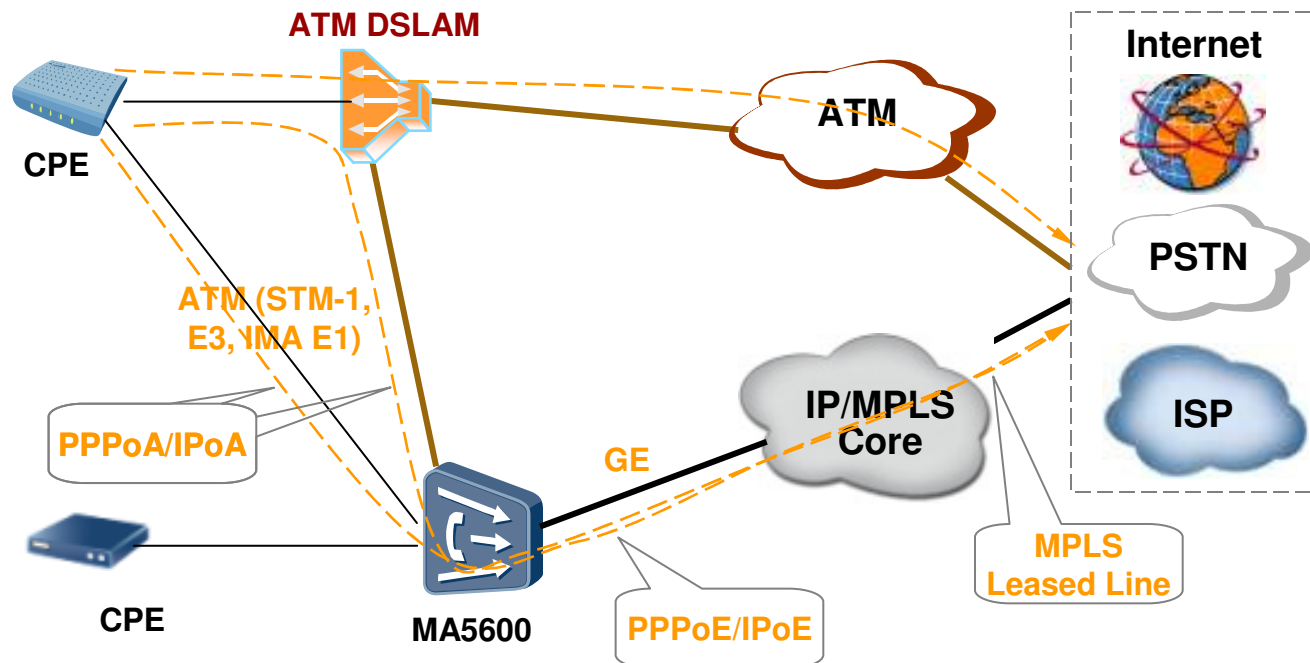 ATM DSLAM
Internet
ATM
CPE
PSTN
ATM (STM-1,
E3, IMA E1)
IP/MPLS
Core
ISP
PPPoA/IPoA
GE
MPLS
Leased Line
CPE
MA5600
PPPoE/IPoE